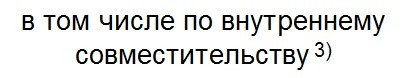 в том числе по внутреннему
совместительству 3)